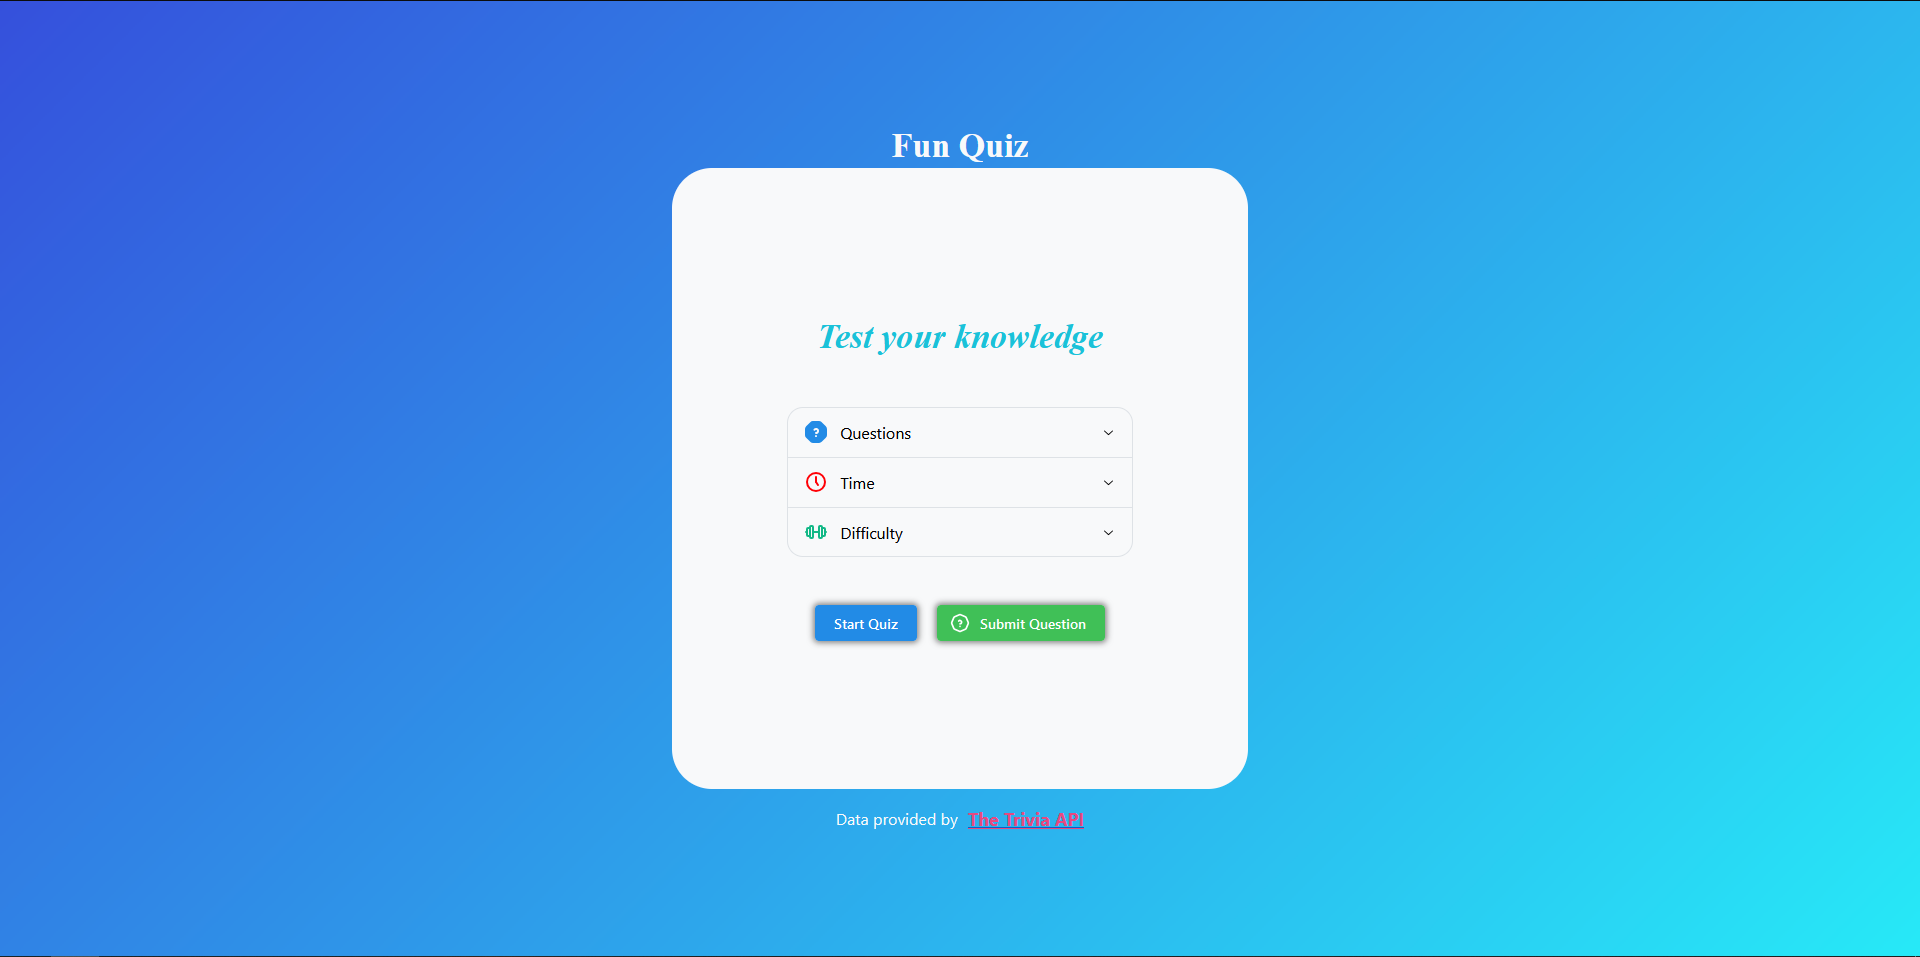 Fun Quiz
Test your knowledge
Questions
Time
Difficulty
Start Quiz
Submit Question
Data provided by The Trivia API